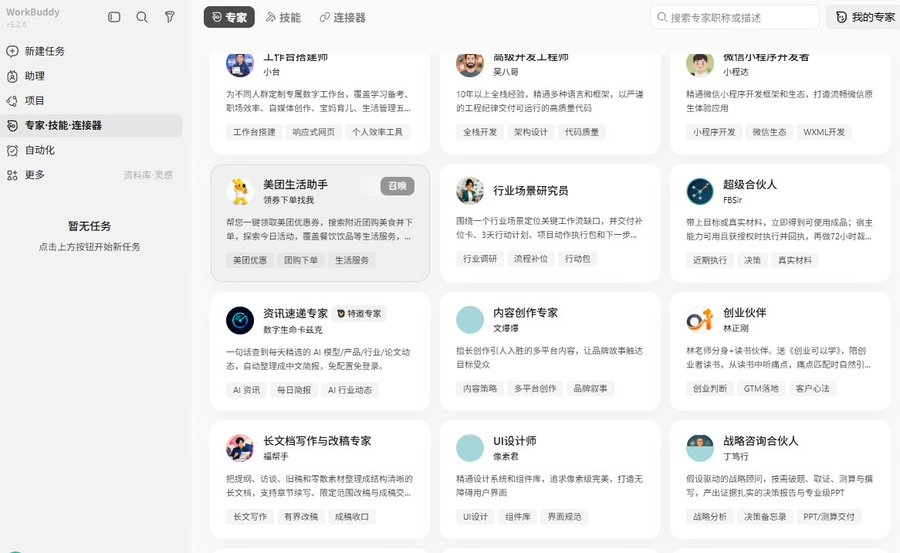 WorkBuddy
v5.2.6
新建任务
助理
项目
专家·技能·连接器
自动化
更多
资料库·灵感
暂无任务
点击上方按钮开始新任务
专家
技能
连接器
搜索专家职称或描述
我的专家
工作台搭建师
小台
为不同人群定制专属数字工作台，覆盖学习备考、
职场效率、自媒体创作、宝妈育儿、生活管理五...
工作台搭建
响应式网页
个人效率工具
高级开发工程师
吴八哥
10年以上全栈经验，精通多种语言和框架，以严谨
的工程纪律交付可运行的高质量代码
全栈开发
架构设计
代码质量
微信小程序开发者
小程达
精通微信小程序开发框架和生态，打造流畅微信原
生体验应用
小程序开发
微信生态
WXML开发
美团生活助手
召唤
领券下单找我
帮您一键领取美团优惠券，搜索附近团购美食并下
单，探索今日活动，覆盖餐饮饮品等生活服务，...
美团优惠
团购下单
生活服务
行业场景研究员
围绕一个行业场景定位关键工作流缺口，并交付补
位卡、3天行动计划、项目动作执行包和下一步...
行业调研
流程补位
行动包
超级合伙人
FBSir
带上目标或真实材料，立即得到可使用成品；宿主
能力可用且获授权时执行并回执，再做72小时裁...
近期执行
决策
真实材料
资讯速递专家
特邀专家
数字生命卡兹克
一句话查到每天精选的 AI 模型/产品/行业/论文动
态，自动整理成中文简报，免配置免登录。
AI 资讯
每日简报
AI 行业动态
内容创作专家
文爆爆
擅长创作引人入胜的多平台内容，让品牌故事触达
目标受众
内容策略
多平台创作
品牌叙事
创业伙伴
林正刚
林老师分身+读书伙伴。送《创业可以学》，陪创
业者读书，从读书中听痛点，痛点匹配时自然引...
创业判断
GTM落地
客户心法
长文档写作与改稿专家
福帮手
把提纲、访谈、旧稿和零散素材整理成结构清晰的
长文档，支持章节续写、限定范围改稿与成稿交...
长文写作
有界改稿
成稿收口
UI设计师
像素君
精通设计系统和组件库，追求像素级完美，打造无
障碍用户界面
UI设计
组件库
界面规范
战略咨询合伙人
丁笃行
假设驱动的战略顾问，按需破题、取证、测算与撰
写，产出证据扎实的决策报告与专业级PPT
战略分析
决策备忘录
PPT/测算交付